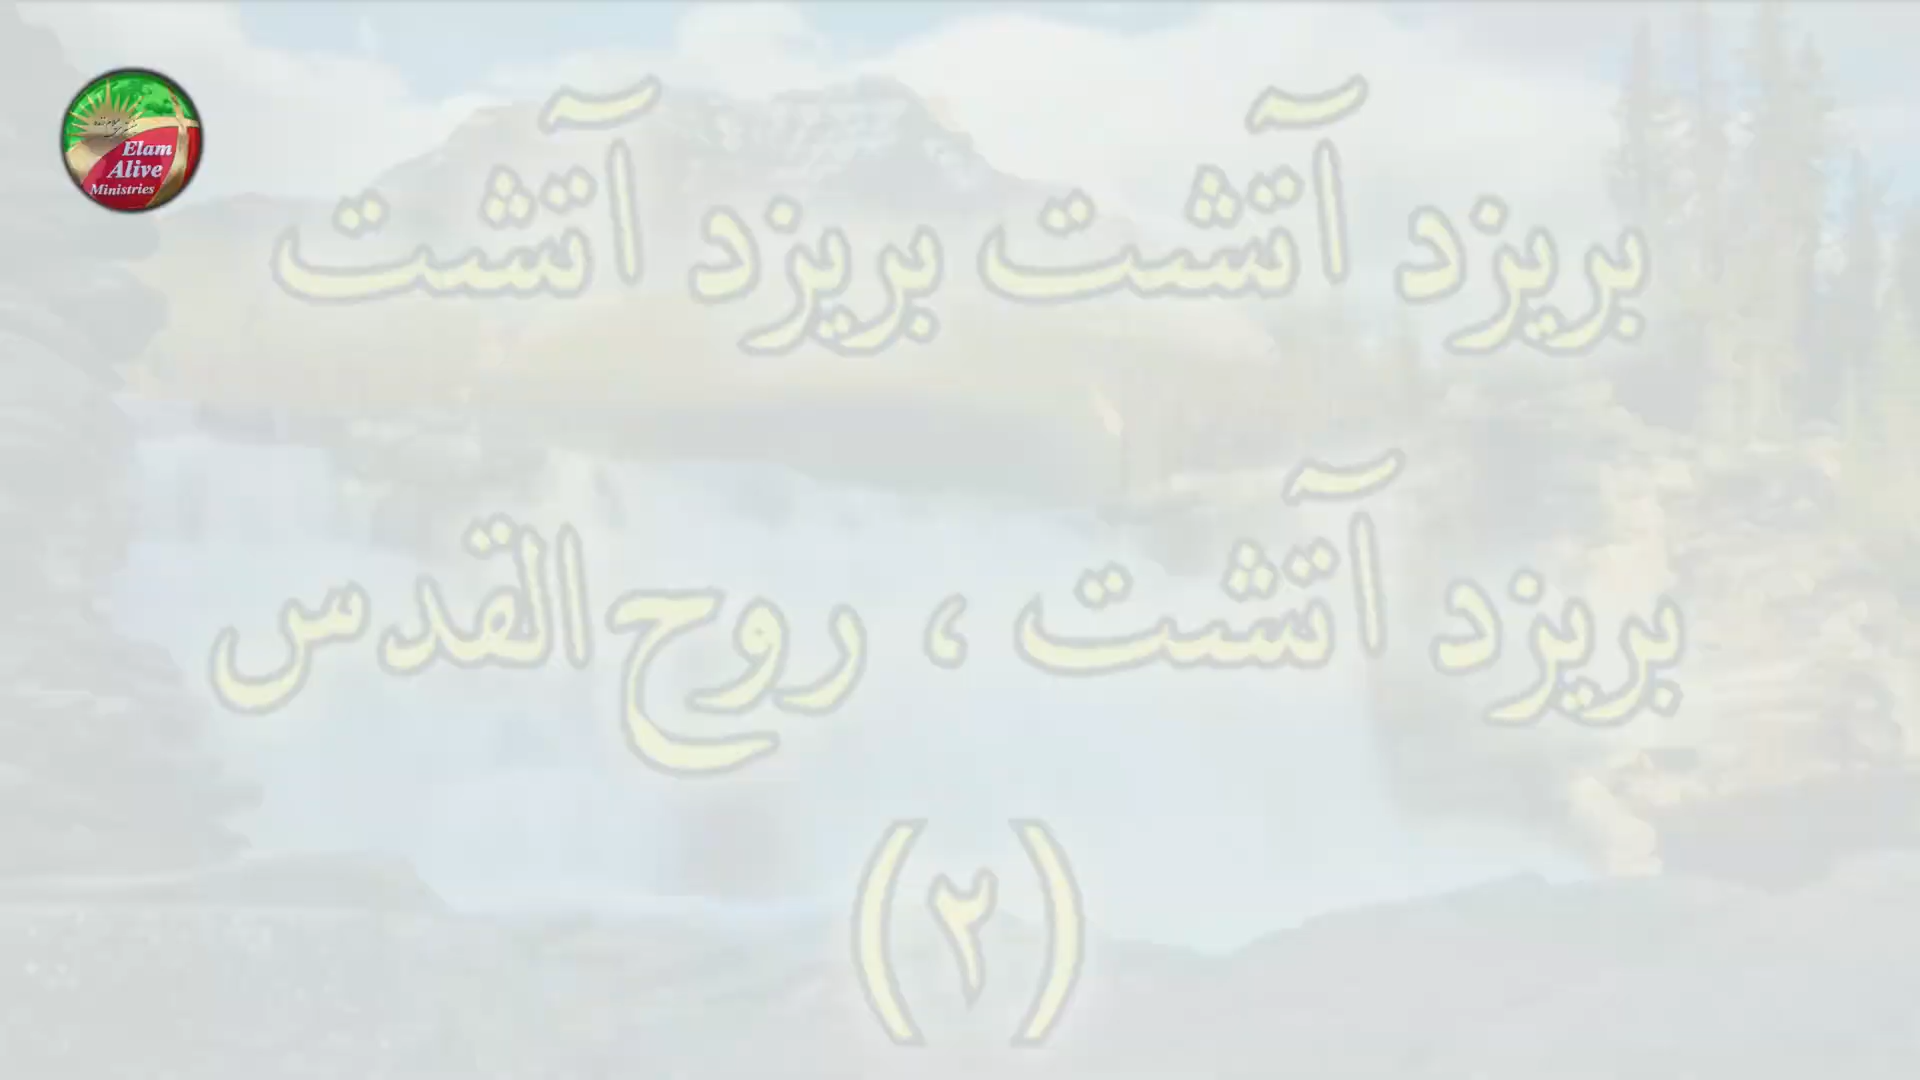 Elam
Alive
Ministries
بریزد آتشت بریزد آتشت
بریزد آتشت ، روح‌القدس
(۲)